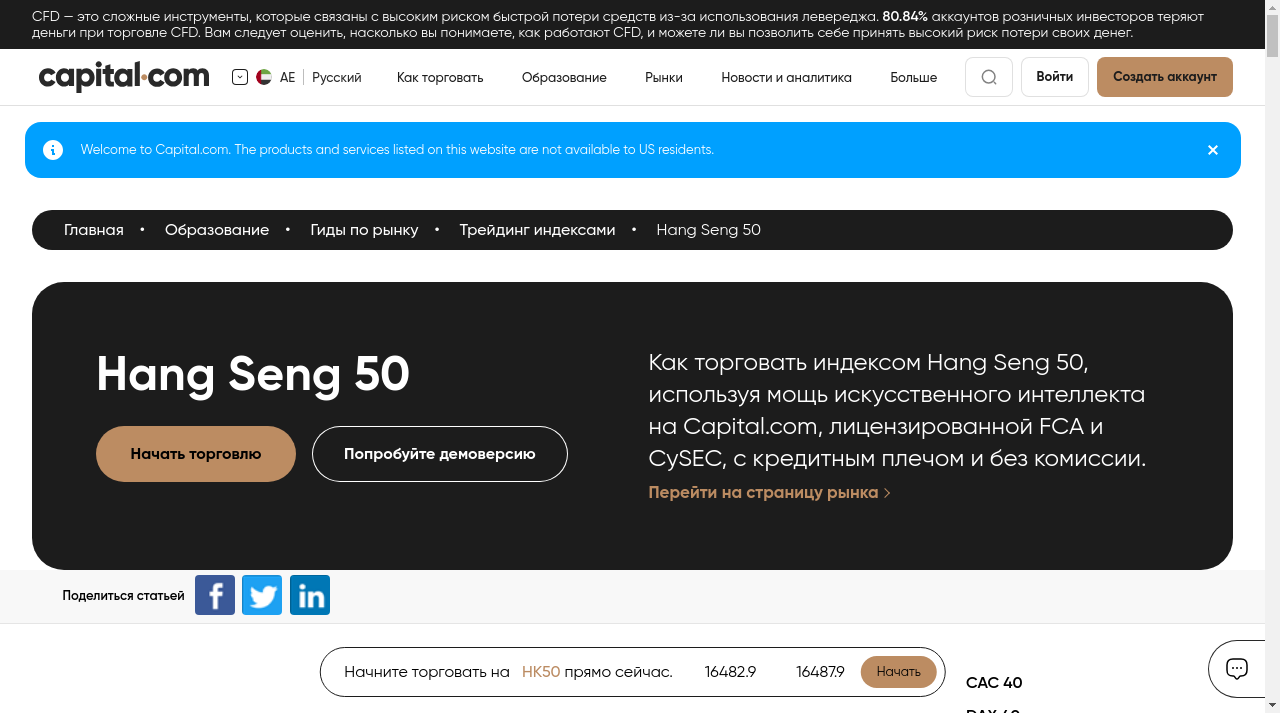 CFD — это сложные инструменты, которые связаны с высоким риском быстрой потери средств из-за использования левереджа. 80.84% аккаунтов розничных инвесторов теряют
деньги при торговле CFD. Вам следует оценить, насколько вы понимаете, как работают CFD, и можете ли вы позволить себе принять высокий риск потери своих денег.
capital.com AE Русский Как торговать Образование Рынки Новости и аналитика Больше Войти Создать аккаунт
Welcome to Capital.com. The products and services listed on this website are not available to US residents.
Главная • Образование • Гиды по рынку • Трейдинг индексами • Hang Seng 50
Hang Seng 50
Начать торговлю Попробуйте демоверсию
Как торговать индексом Hang Seng 50,
используя мощь искусственного интеллекта
на Capital.com, лицензированной FCA и
CySEC, с кредитным плечом и без комиссии.
Перейти на страницу рынка
Поделиться статьей
Начните торговать на HK50 прямо сейчас. 16482.9 16487.9 Начать
CAC 40
DAX 40